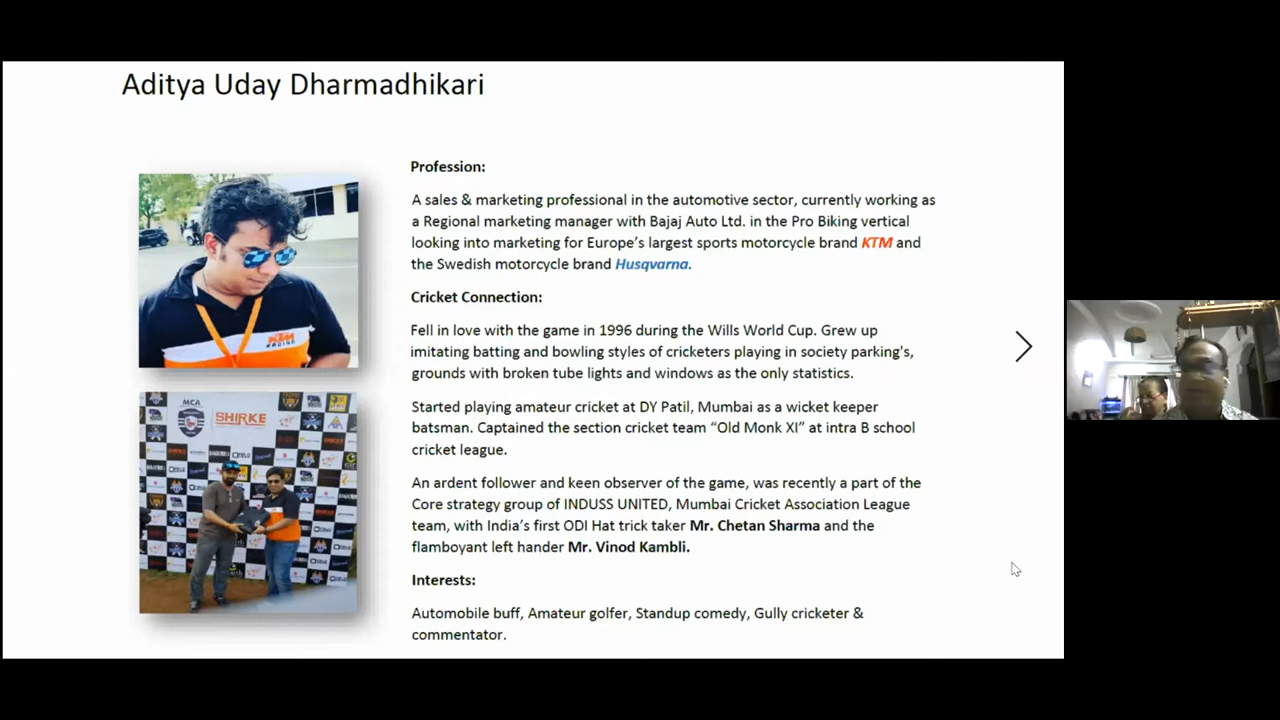 Aditya Uday Dharmadhikari
Profession:
A sales & marketing professional in the automotive sector, currently working as
a Regional marketing manager with Bajaj Auto Ltd. in the Pro Biking vertical
looking into marketing for Europe's largest sports motorcycle brand KTM and
the Swedish motorcycle brand Husqvarna.
Cricket Connection:
Fell in love with the game in 1996 during the Wills World Cup. Grew up
imitating batting and bowling styles of cricketers playing in society parking's,
grounds with broken tube lights and windows as the only statistics.
Started playing amateur cricket at DY Patil, Mumbai as a wicket keeper
batsman. Captained the section cricket team “Old Monk XI” at intra B school
cricket league.
An ardent follower and keen observer of the game, was recently a part of the
Core strategy group of INDUSS UNITED, Mumbai Cricket Association League
team, with India's first ODI Hat trick taker Mr. Chetan Sharma and the
flamboyant left hander Mr. Vinod Kambli.
Interests:
Automobile buff, Amateur golfer, Standup comedy, Gully cricketer &
commentator.
KTM
RACING
MCA
SHIRKE